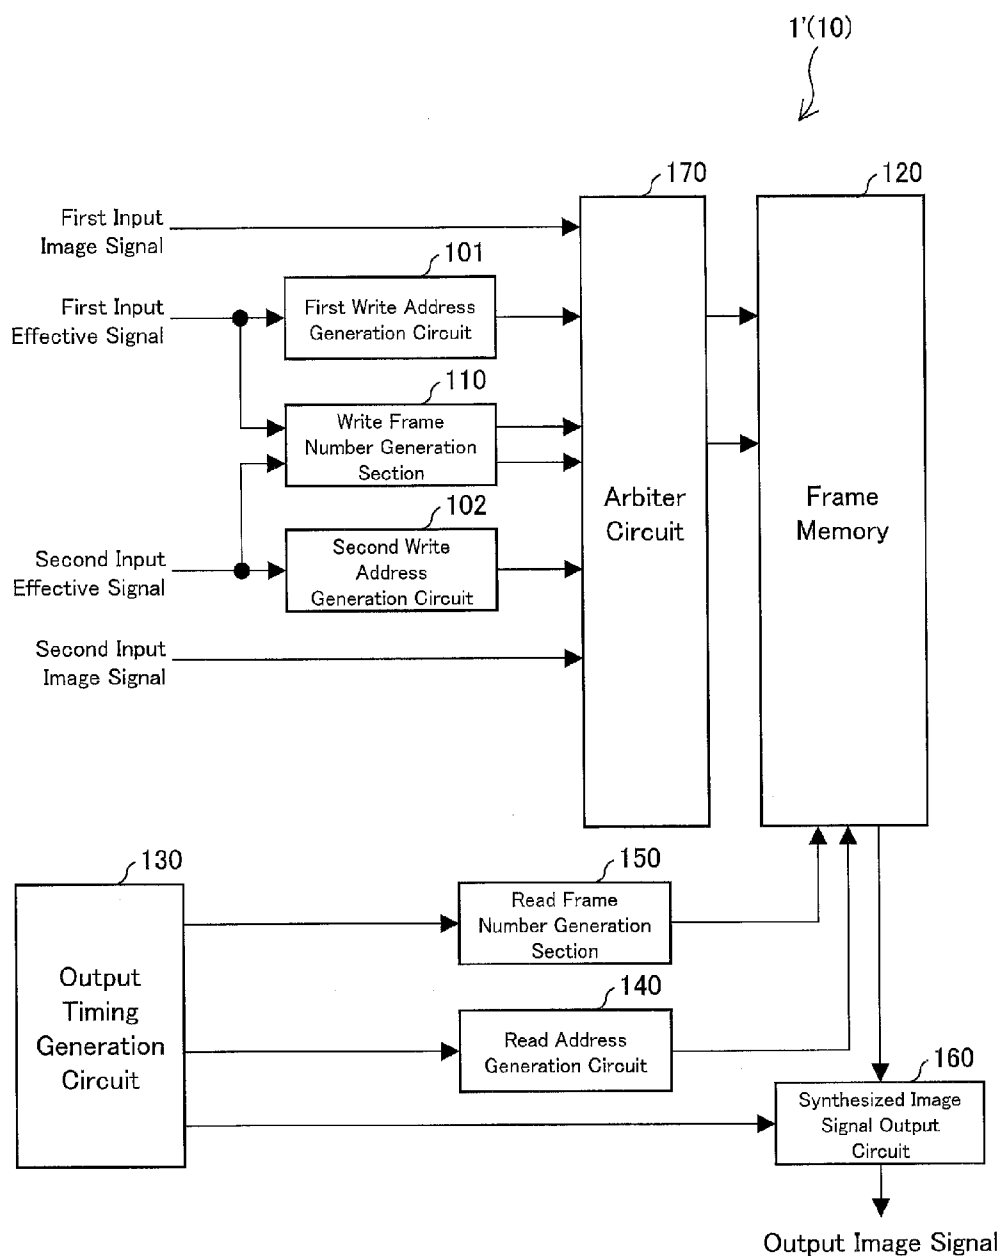 1'(10)
170
120
First Input
Image Signal
101
First Input
Effective Signal
First Write Address
Generation Circuit
110
Write Frame
Number Generation
Section
Arbiter
Circuit
Frame
Memory
102
Second Input
Effective Signal
Second Write
Address
Generation Circuit
Second Input
Image Signal
130
150
Read Frame
Number Generation
Section
Output
Timing
Generation
Circuit
140
Read Address
Generation Circuit
160
Synthesized Image
Signal Output
Circuit
Output Image Signal